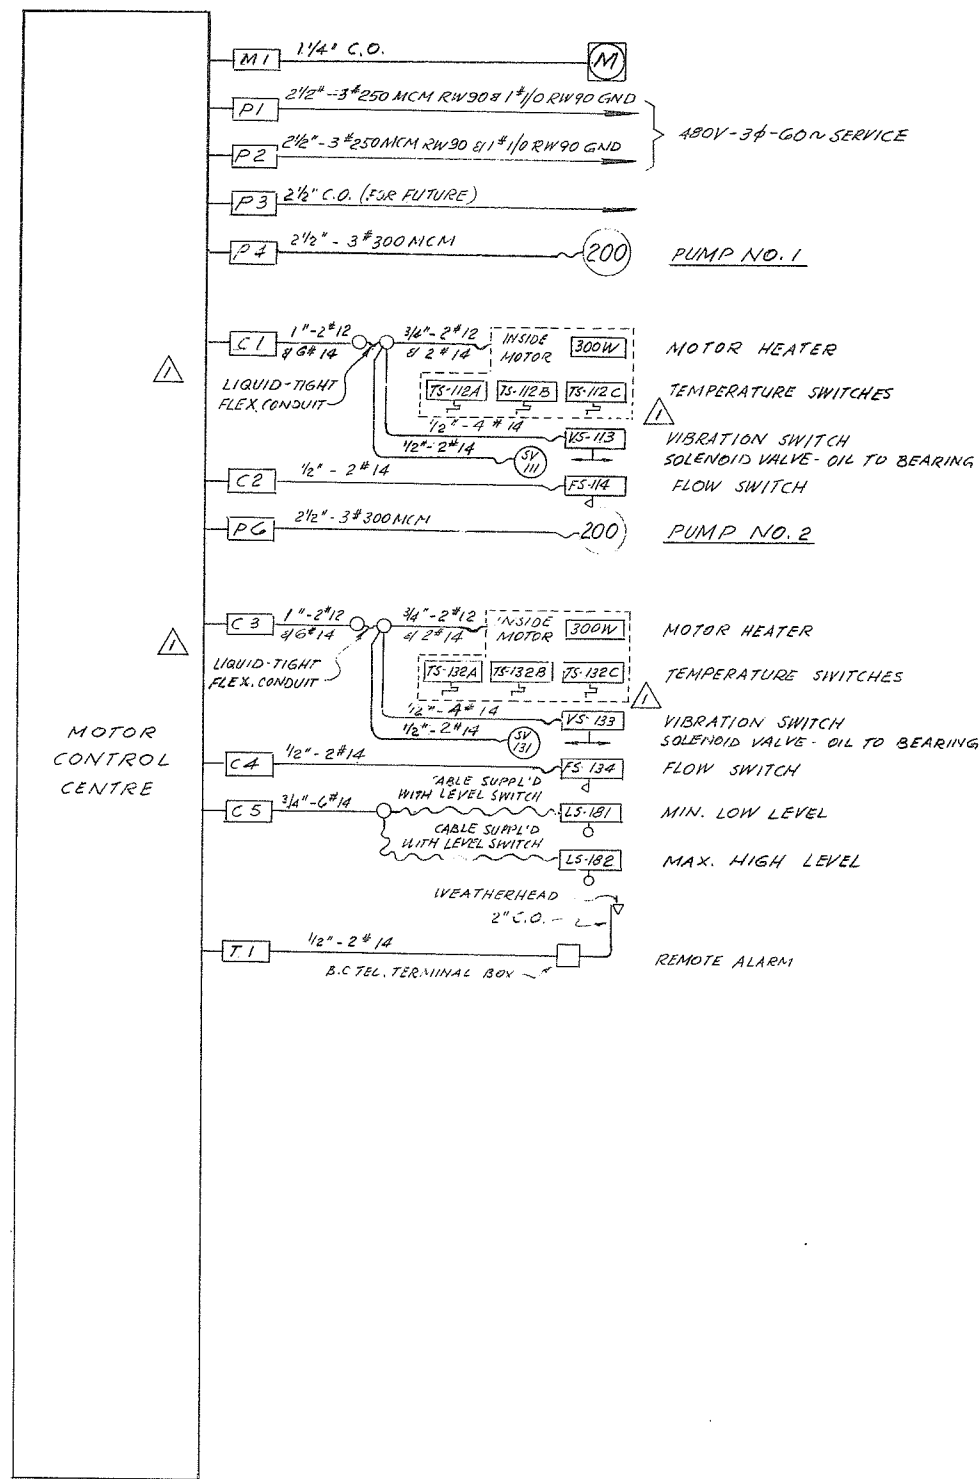 M1 1 1/4" C.O. M
P1 2 1/2" - 3 #250 MCM RW90 & 1 #1/0 RW90 GND
480V-3φ-60~ SERVICE
P2 2 1/2" - 3 #250 MCM RW90 & 1 #1/0 RW90 GND
P3 2 1/2" C.O. (FOR FUTURE)
P4 2 1/2" - 3 #300 MCM 200 PUMP NO. 1
C1 1"-2#12 3/4"-2#12 INSIDE 300W MOTOR HEATER
& 6#14 & 2#14 MOTOR
1
LIQUID-TIGHT
FLEX. CONDUIT
TS-112A TS-112B TS-112C TEMPERATURE SWITCHES
1
1/2"-4 #14 VS-113 VIBRATION SWITCH
1/2"-2#14 SV 111 SOLENOID VALVE - OIL TO BEARING
C2 1/2" - 2 #14 FS-114 FLOW SWITCH
P6 2 1/2" - 3 #300 MCM 200 PUMP NO. 2
C3 1"-2#12 3/4"-2#12 INSIDE 300W MOTOR HEATER
& 6#14 & 2#14 MOTOR
1
LIQUID-TIGHT
FLEX. CONDUIT
TS-132A TS-132B TS-132C TEMPERATURE SWITCHES
1
1/2"-4#14 VS-133 VIBRATION SWITCH
1/2"-2#14 SV 131 SOLENOID VALVE - OIL TO BEARING
MOTOR
CONTROL
CENTRE
C4 1/2" - 2#14 FS-134 FLOW SWITCH
CABLE SUPPL'D
WITH LEVEL SWITCH
C5 3/4"-6#14 LS-181 MIN. LOW LEVEL
CABLE SUPPL'D
WITH LEVEL SWITCH
LS-182 MAX. HIGH LEVEL
WEATHERHEAD
2" C.O.
T1 1/2" - 2 #14 REMOTE ALARM
B.C TEL. TERMINAL BOX